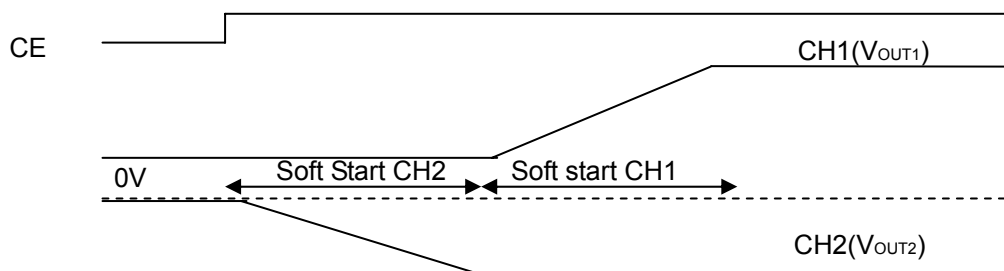 CE
CH1(VOUT1)
0V
Soft Start CH2
Soft start CH1
CH2(VOUT2)